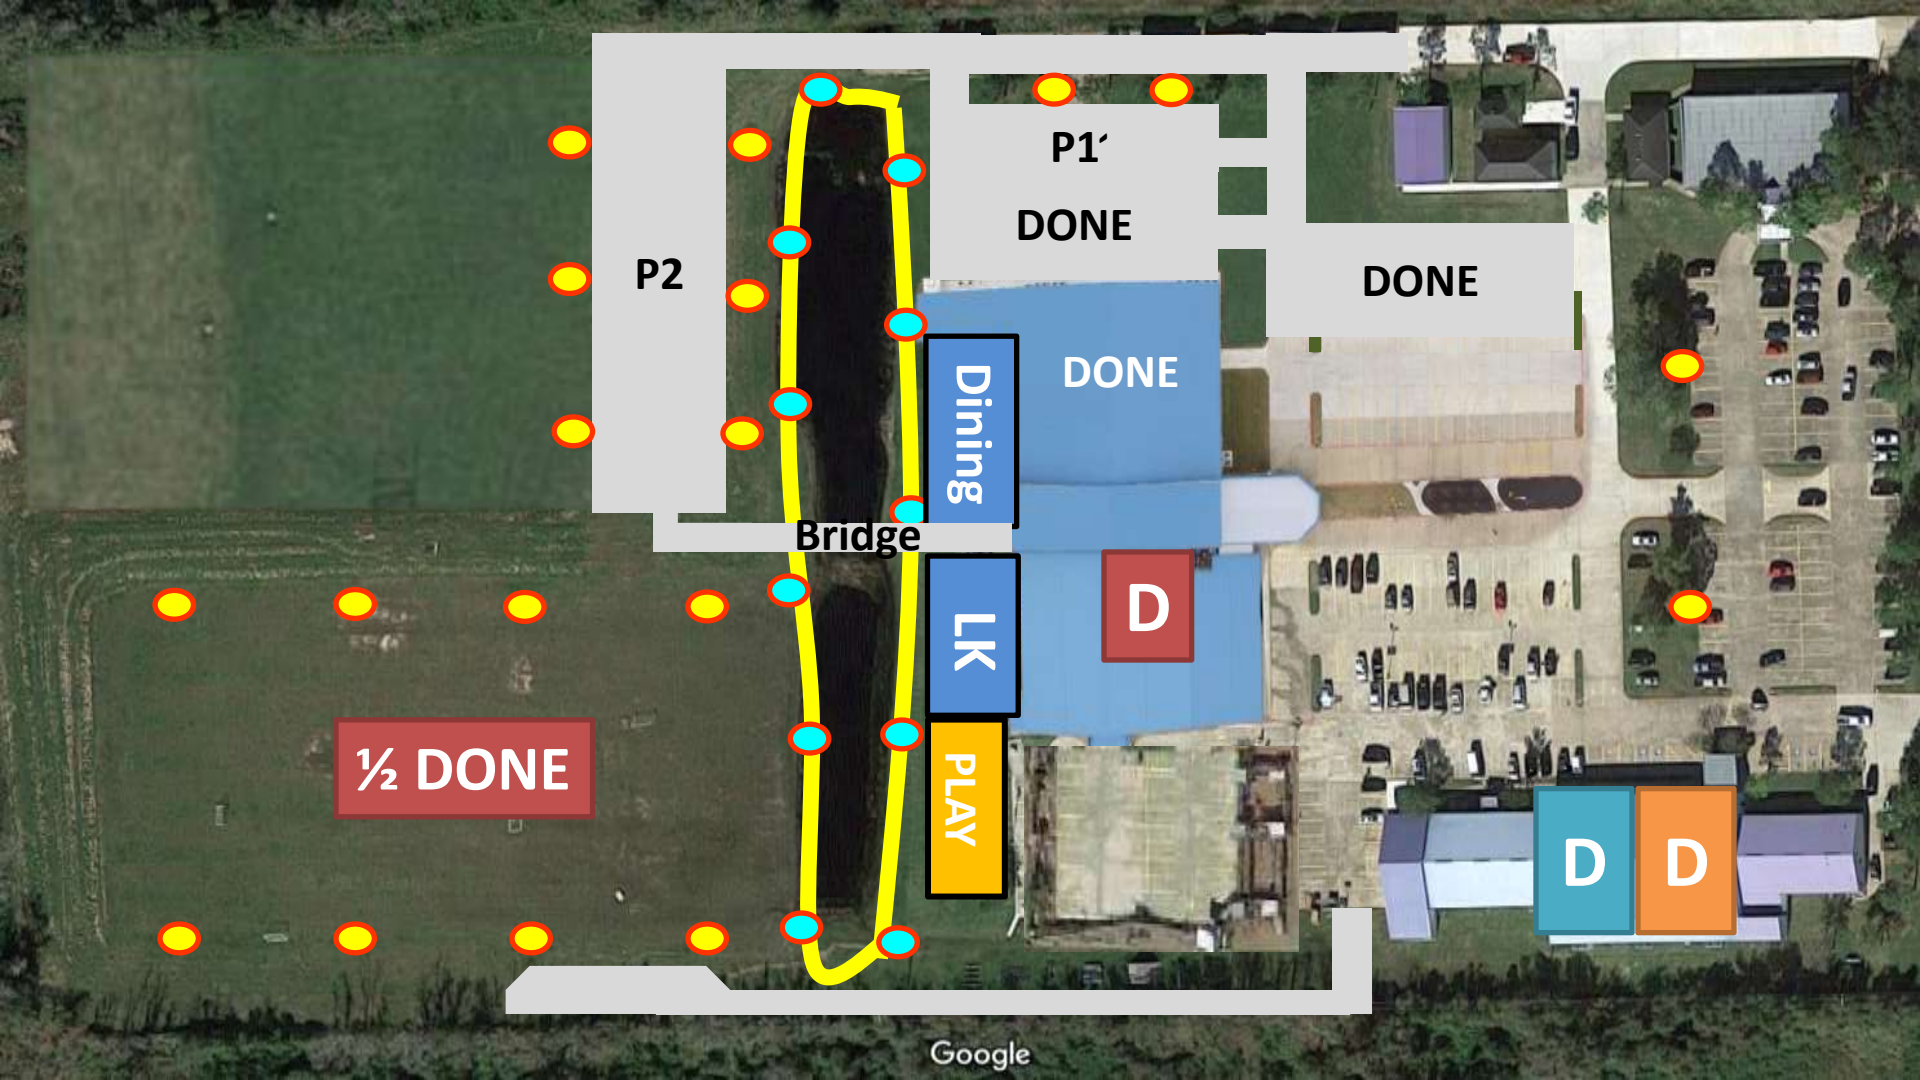 P1´
DONE
P2
DONE
DONE
Dining
Bridge
LK
D
½ DONE
PLAY
D
D
Google